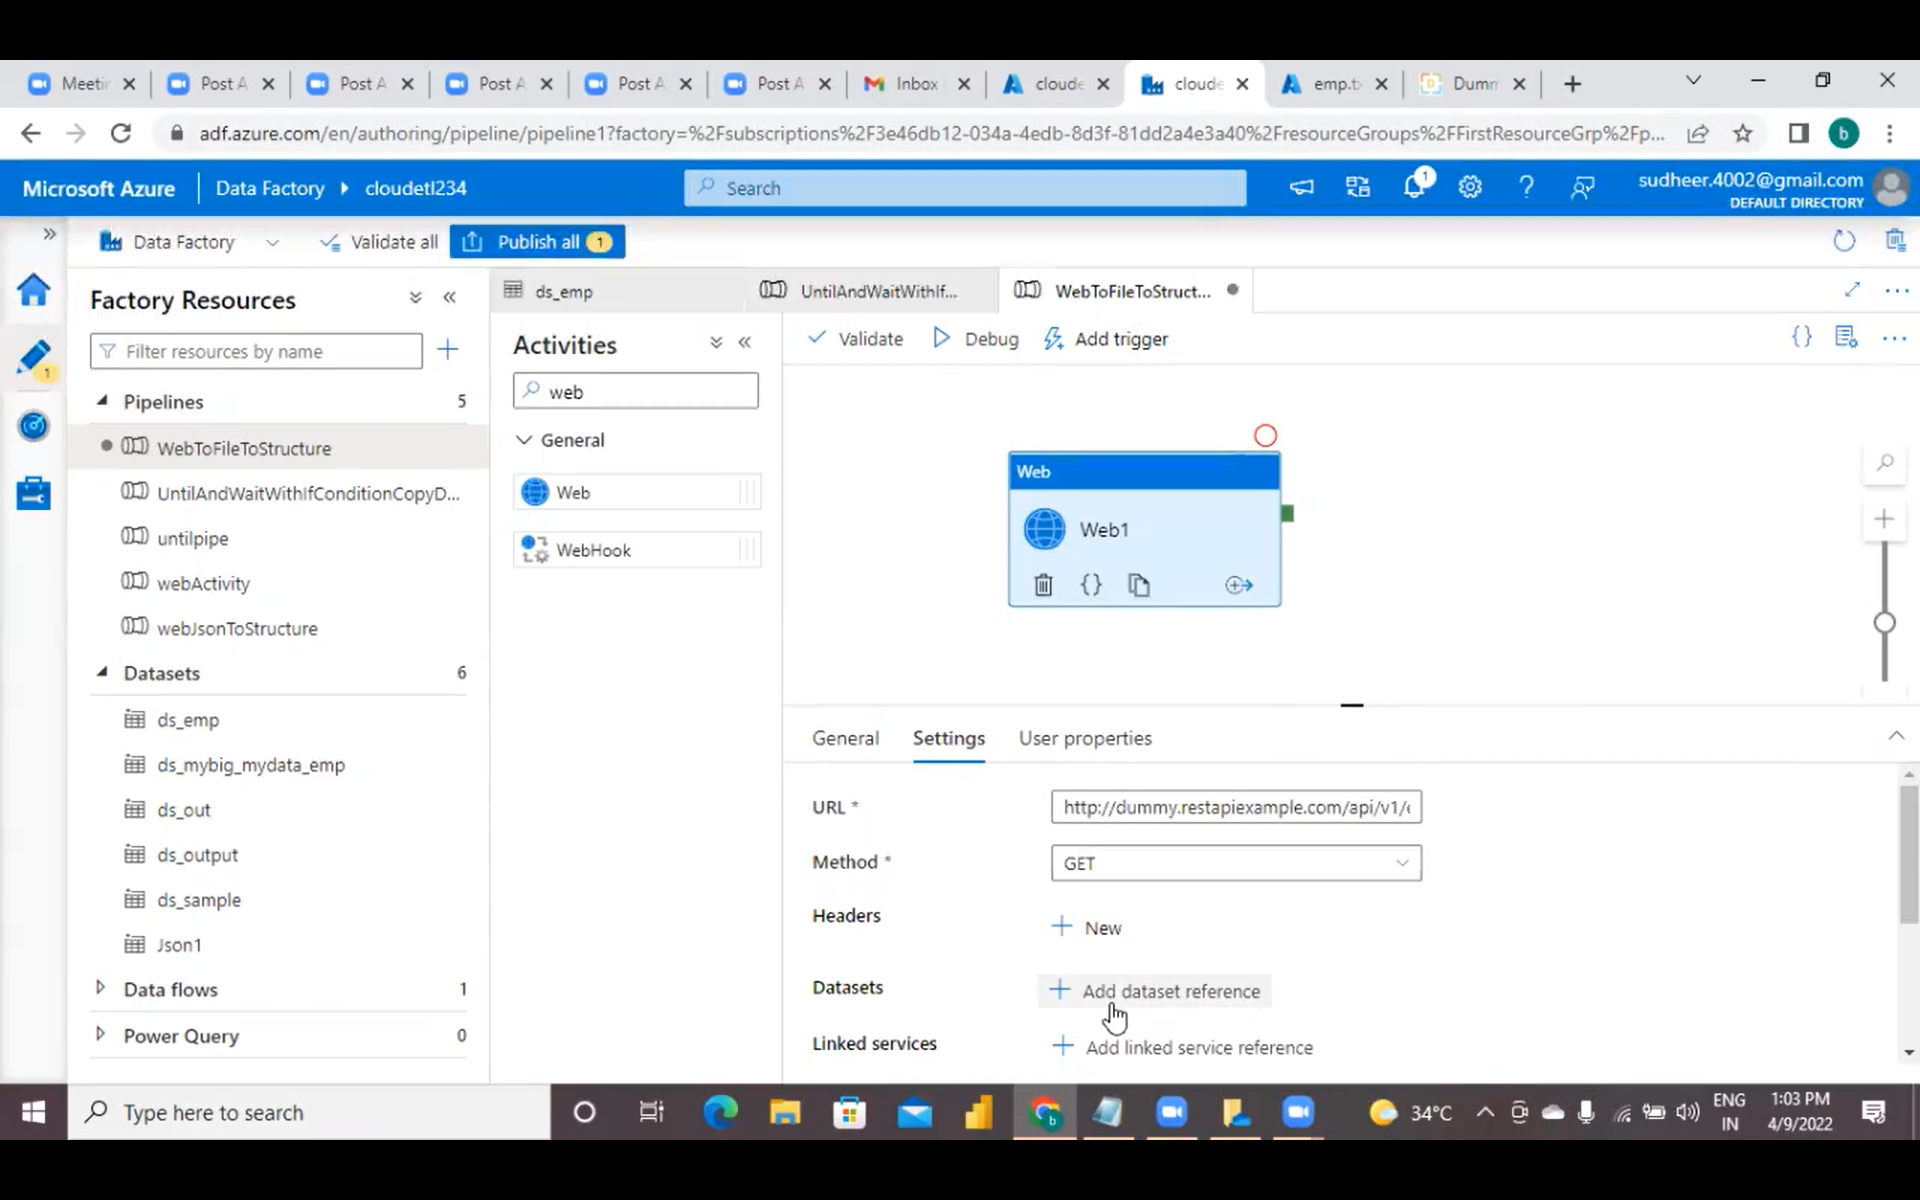 Meetin
Post A
Post A
Post A
Post A
Post A
Inbox
cloude
cloude
emp.tx
Dumm
adf.azure.com/en/authoring/pipeline/pipeline1?factory=%2Fsubscriptions%2F3e46db12-034a-4edb-8d3f-81dd2a4e3a40%2FresourceGroups%2FFirstResourceGrp%2Fp...
b
Microsoft Azure
Data Factory
cloudetl234
Search
1
sudheer.4002@gmail.com
DEFAULT DIRECTORY
Data Factory
Validate all
Publish all
1
Factory Resources
ds_emp
UntilAndWaitWithIf...
WebToFileToStruct...
Filter resources by name
Activities
Validate
Debug
Add trigger
1
Pipelines
5
web
WebToFileToStructure
General
UntilAndWaitWithIfConditionCopyD...
Web
Web
Web1
untilpipe
WebHook
webActivity
webJsonToStructure
Datasets
6
ds_emp
ds_mybig_mydata_emp
ds_out
ds_output
ds_sample
Json1
Data flows
1
Power Query
0
General
Settings
User properties
URL *
http://dummy.restapiexample.com/api/v1/
Method *
GET
Headers
New
Datasets
Add dataset reference
Linked services
Add linked service reference
Type here to search
b
34°C
ENG
IN
1:03 PM
4/9/2022